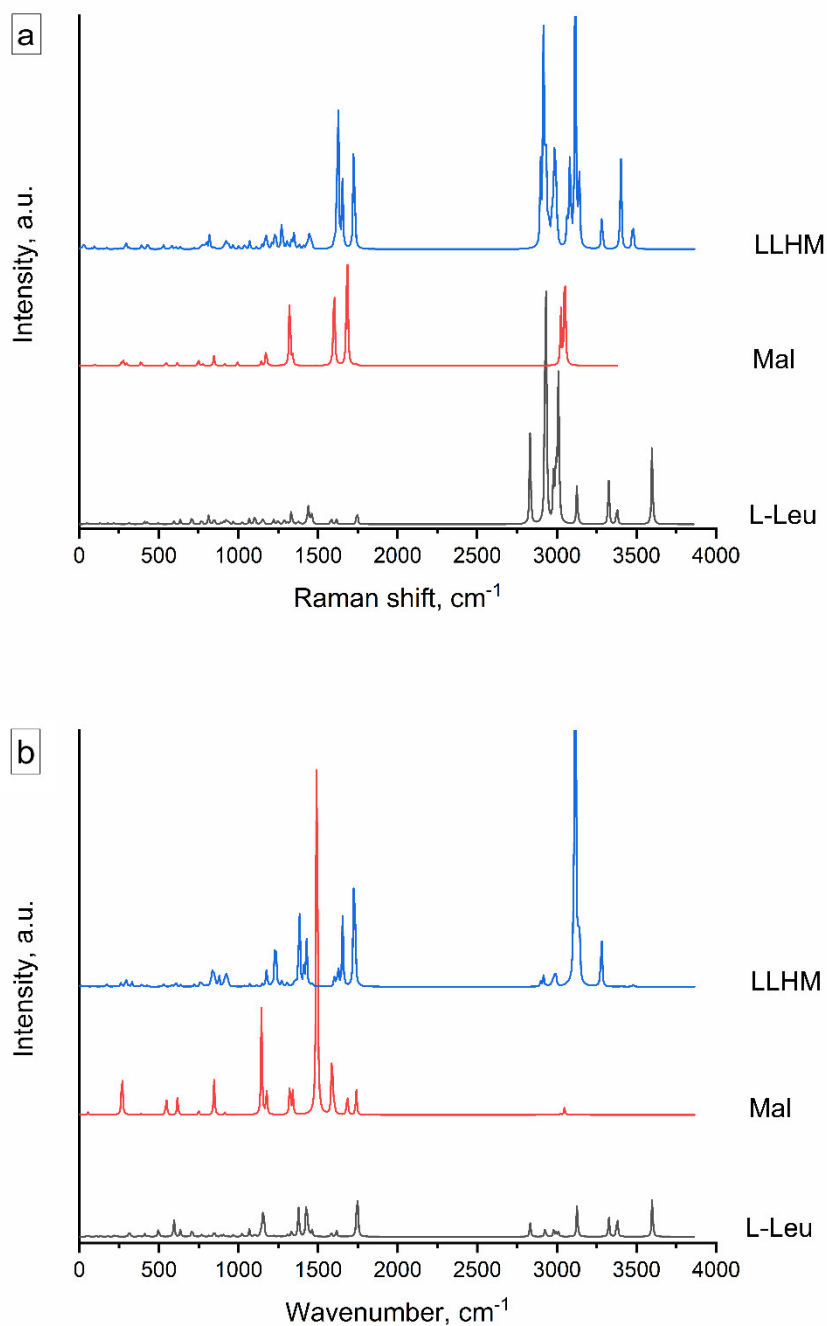 a
Intensity, a.u.
LLHM
Mal
L-Leu
0 500 1000 1500 2000 2500 3000 3500 4000
Raman shift, cm⁻¹
b
Intensity, a.u.
LLHM
Mal
L-Leu
0 500 1000 1500 2000 2500 3000 3500 4000
Wavenumber, cm⁻¹